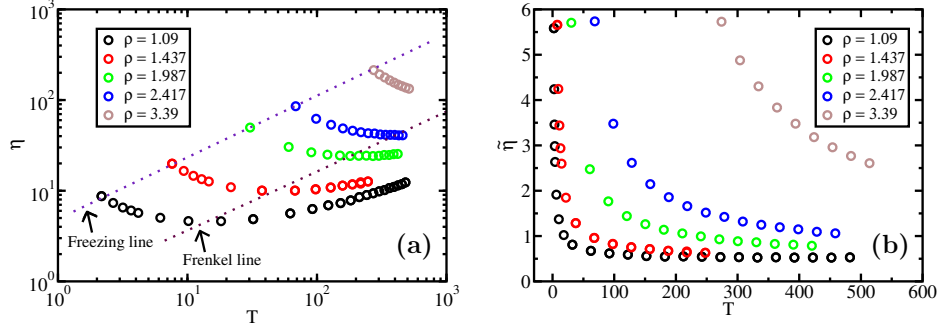 10³
10²
10¹
10⁰
η
ρ = 1.09
ρ = 1.437
ρ = 1.987
ρ = 2.417
ρ = 3.39
Freezing line
Frenkel line
(a)
10⁰ 10¹ 10² 10³
T
6
5
4
3
2
1
0
η̃
ρ = 1.09
ρ = 1.437
ρ = 1.987
ρ = 2.417
ρ = 3.39
(b)
0 100 200 300 400 500 600
T